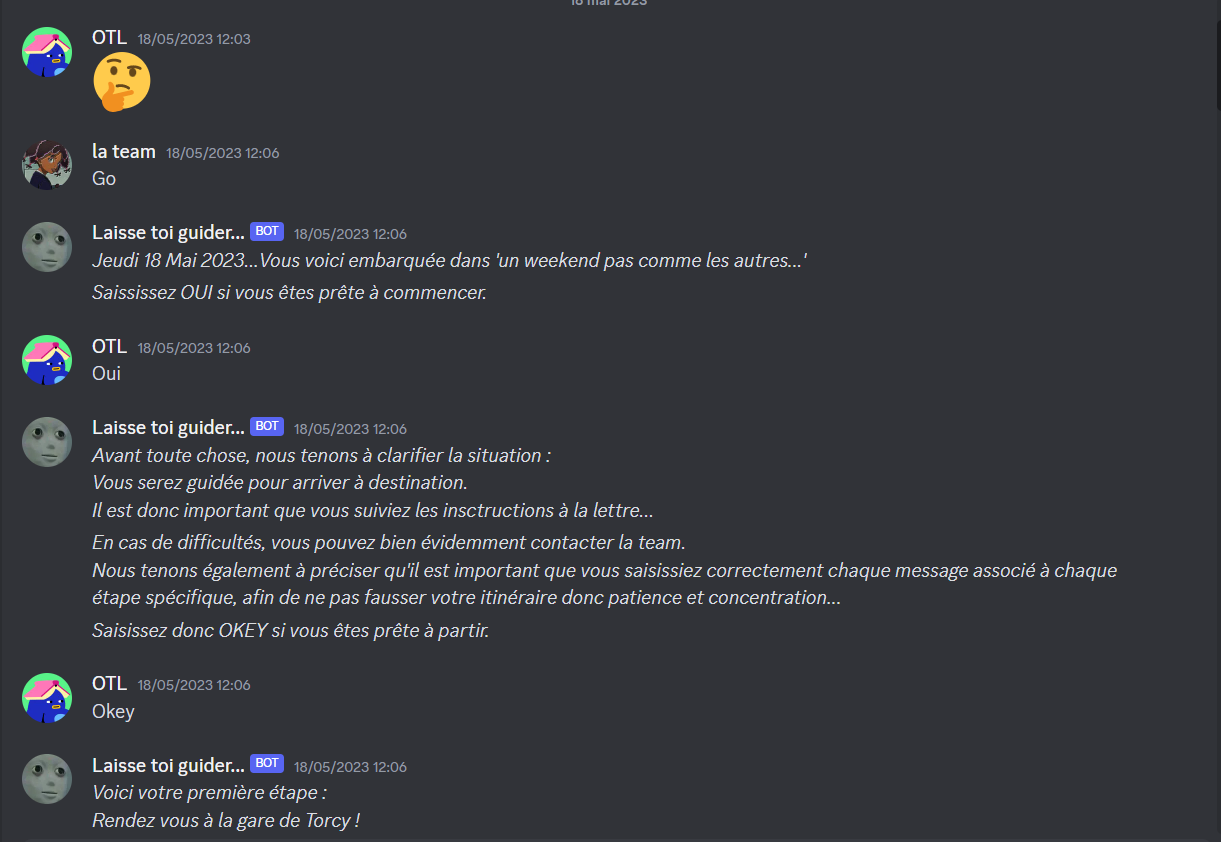 18 mai 2023
OTL 18/05/2023 12:03
la team 18/05/2023 12:06
Go
Laisse toi guider... BOT 18/05/2023 12:06
Jeudi 18 Mai 2023...Vous voici embarquée dans 'un weekend pas comme les autres...'
Saississez OUI si vous êtes prête à commencer.
OTL 18/05/2023 12:06
Oui
Laisse toi guider... BOT 18/05/2023 12:06
Avant toute chose, nous tenons à clarifier la situation :
Vous serez guidée pour arriver à destination.
Il est donc important que vous suiviez les insctructions à la lettre...
En cas de difficultés, vous pouvez bien évidemment contacter la team.
Nous tenons également à préciser qu'il est important que vous saisissiez correctement chaque message associé à chaque
étape spécifique, afin de ne pas fausser votre itinéraire donc patience et concentration...
Saisissez donc OKEY si vous êtes prête à partir.
OTL 18/05/2023 12:06
Okey
Laisse toi guider... BOT 18/05/2023 12:06
Voici votre première étape :
Rendez vous à la gare de Torcy !